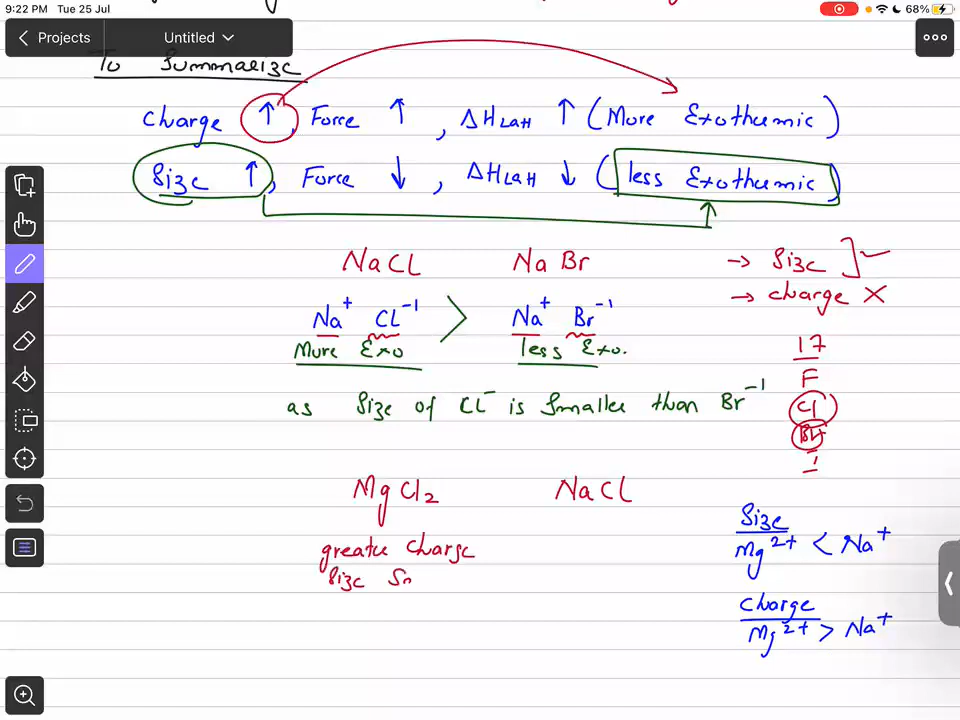 9:22 PM Tue 25 Jul
68%
Projects
Untitled
To Summarize
Charge ↑, Force ↑, ΔHLatt ↑ (More Exothermic)
Size ↑, Force ↓, ΔHLatt ↓ (less Exothermic)
NaCl NaBr
→ Size
→ charge X
Na⁺ Cl⁻¹ > Na⁺ Br⁻¹
More Exo less Exo.
17
F
Cl
Br
I
as Size of Cl⁻ is smaller than Br⁻¹
MgCl₂ NaCl
greater charge
Size Sm
Size
Mg²⁺ < Na⁺
Charge
Mg²⁺ > Na⁺